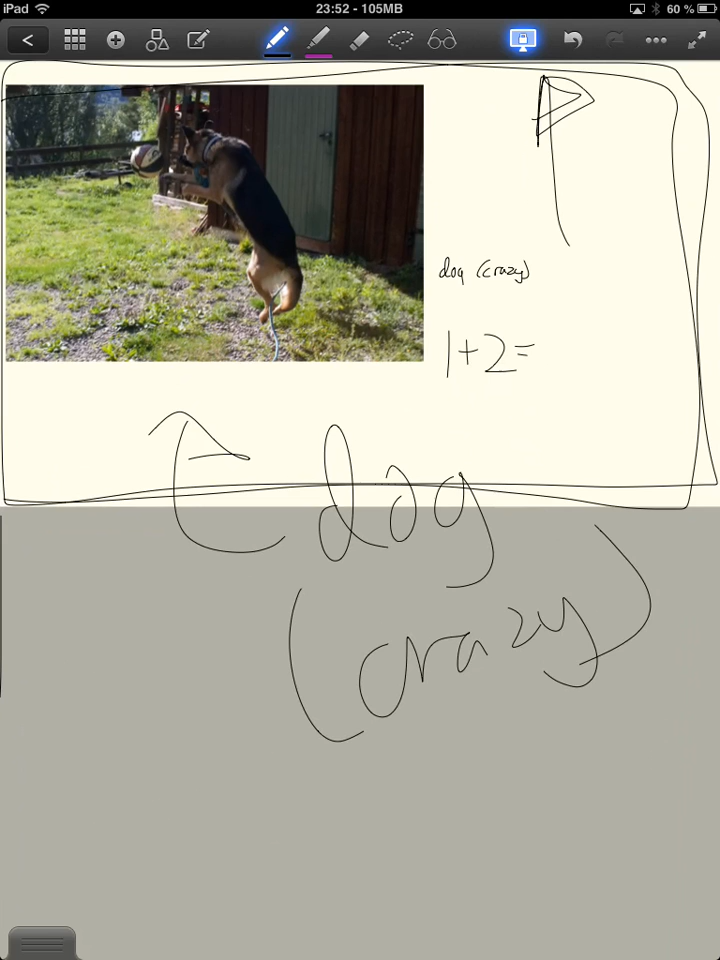 iPad 23:52 - 105MB 60 %
dog (crazy)
1+2=
dog
(crazy)